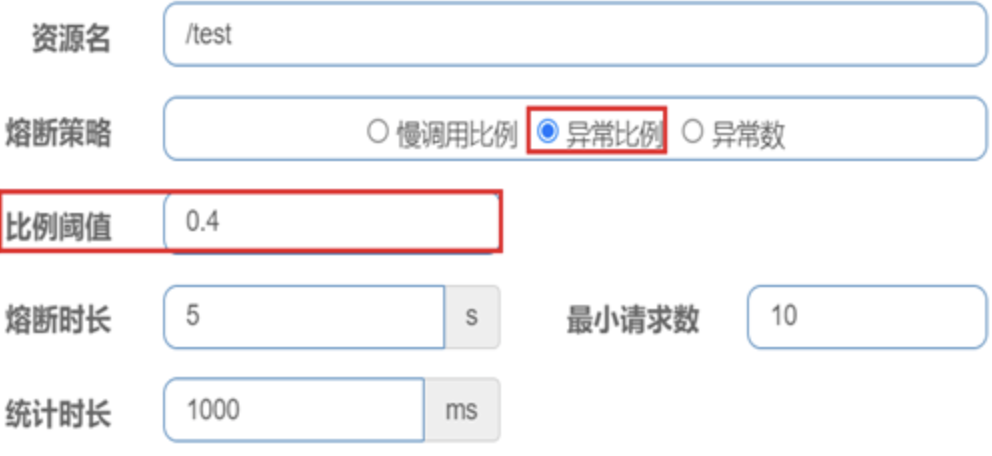 资源名 /test
熔断策略 慢调用比例 异常比例 异常数
比例阈值 0.4
熔断时长 5 s 最小请求数 10
统计时长 1000 ms